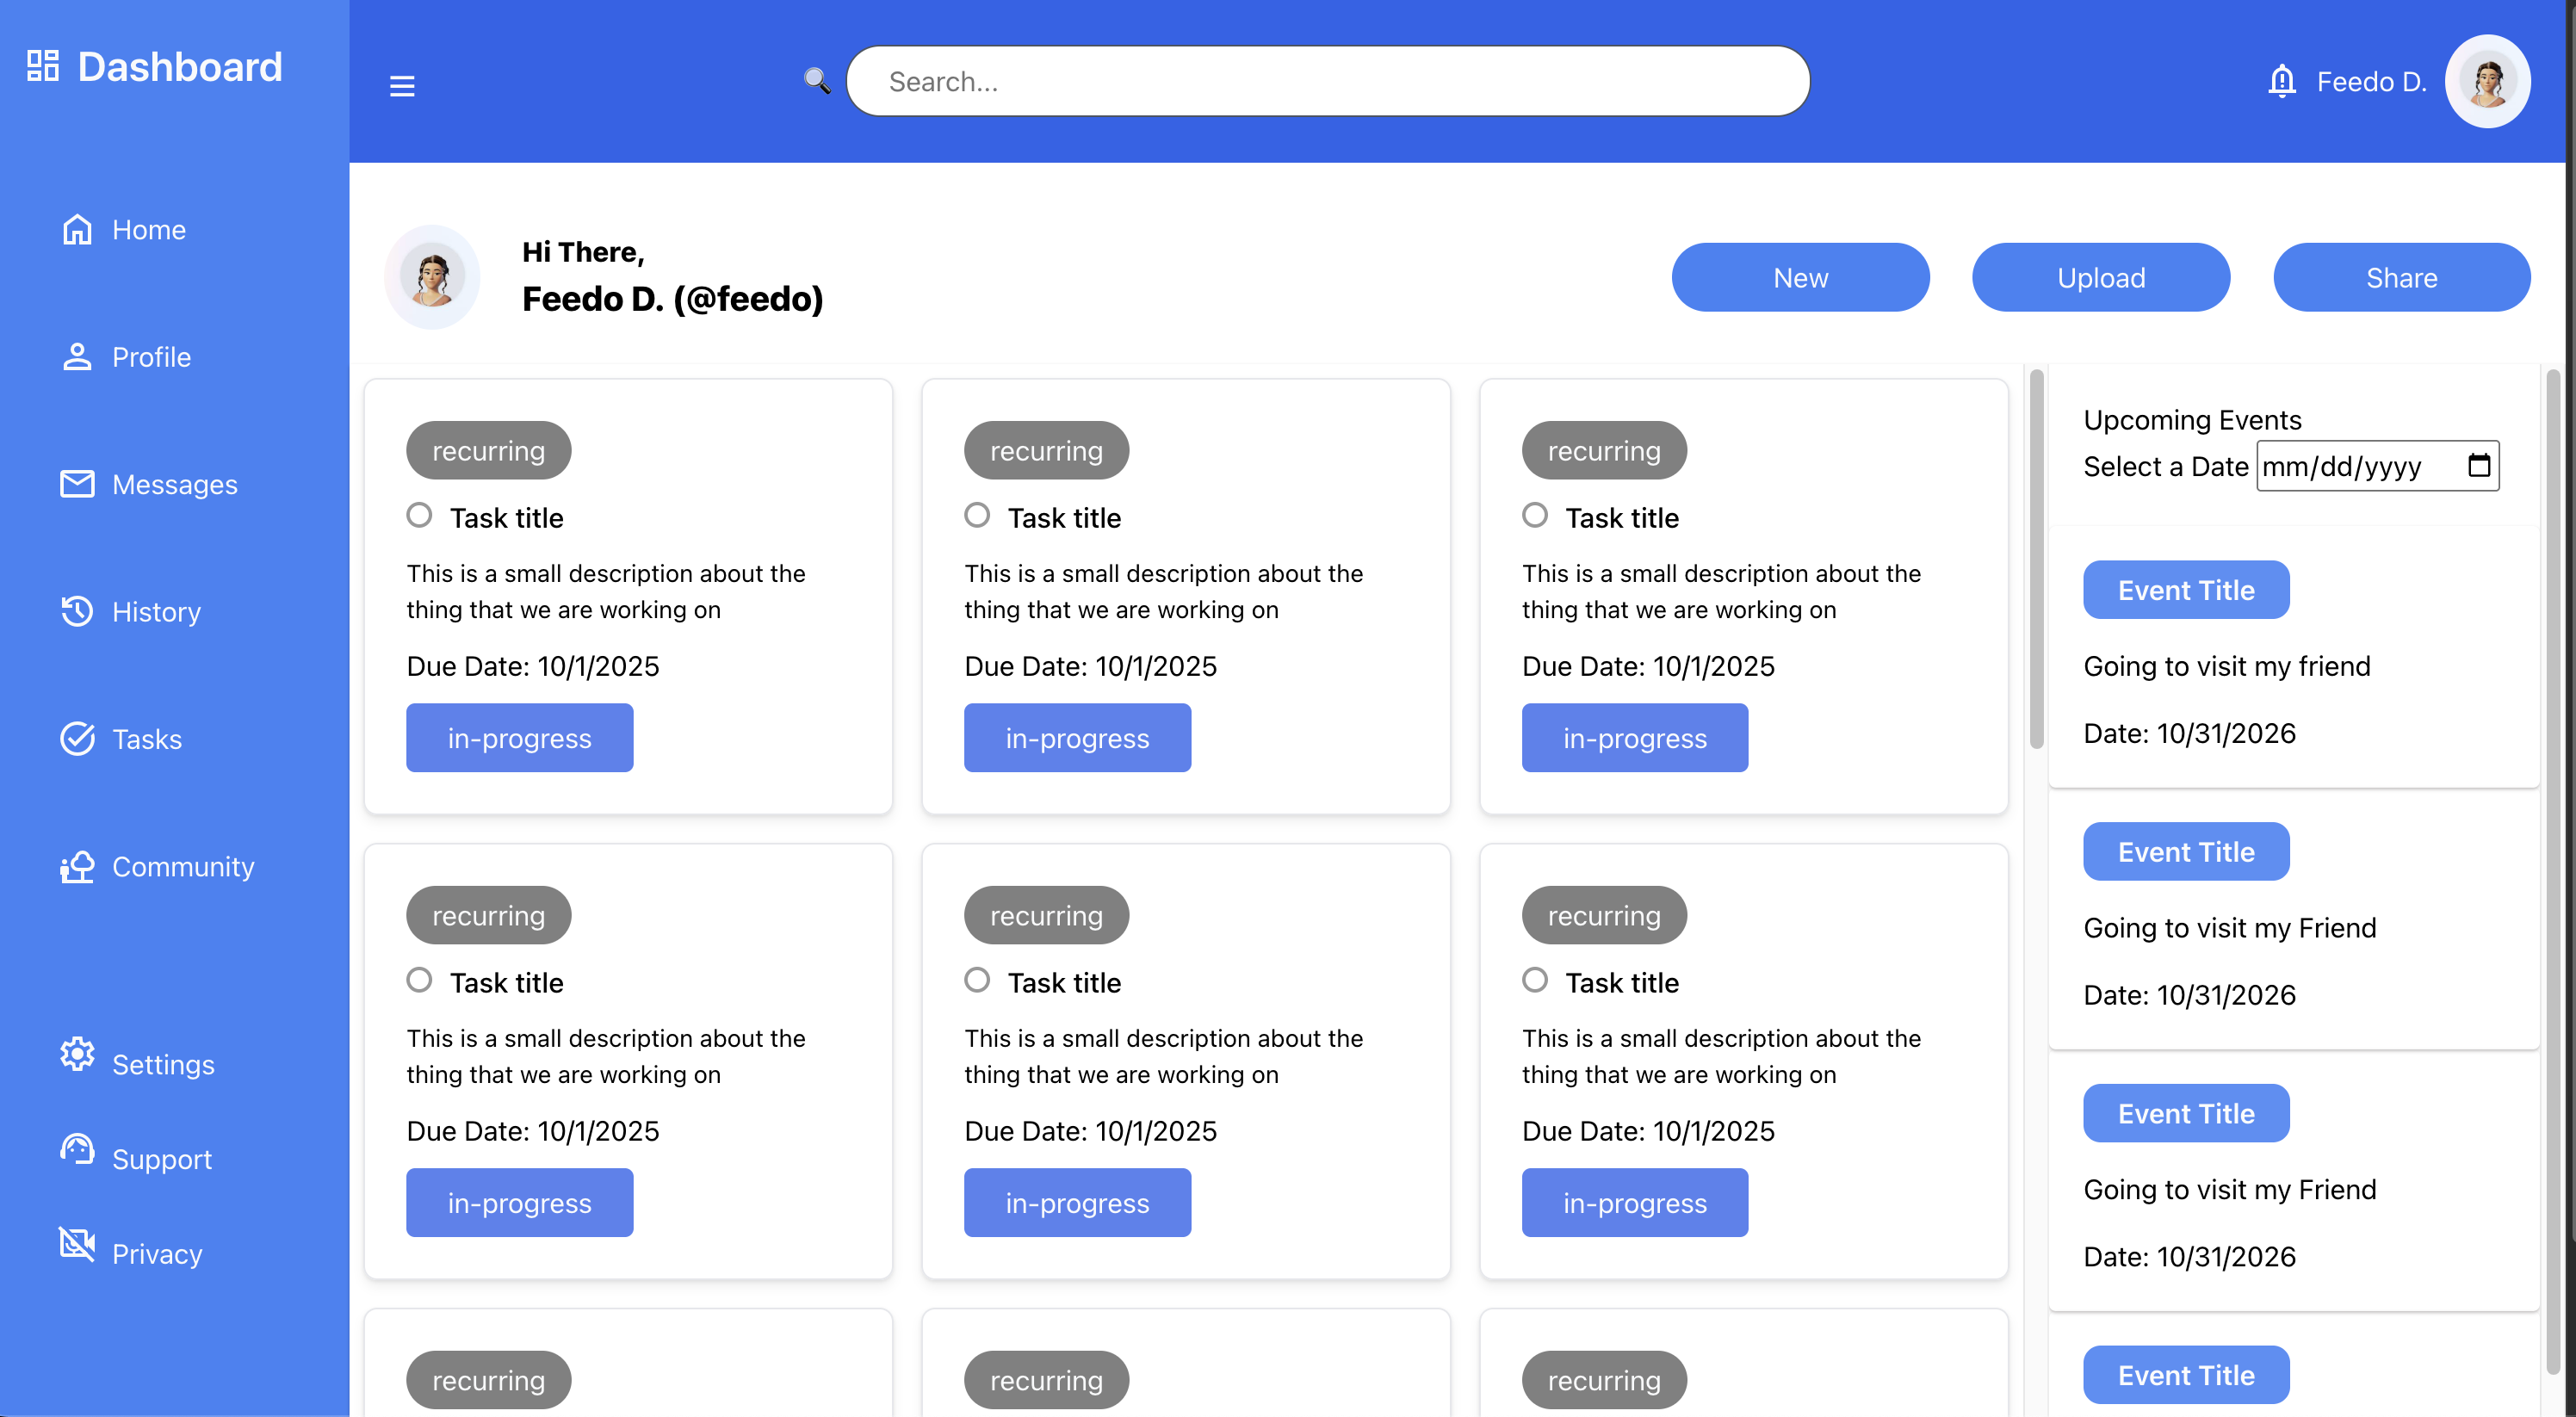 Dashboard
Home
Profile
Messages
History
Tasks
Community
Settings
Support
Privacy
Search...
Feedo D.
Hi There,
Feedo D. (@feedo)
New
Upload
Share
recurring
Task title
This is a small description about the
thing that we are working on
Due Date: 10/1/2025
in-progress
recurring
Task title
This is a small description about the
thing that we are working on
Due Date: 10/1/2025
in-progress
recurring
Task title
This is a small description about the
thing that we are working on
Due Date: 10/1/2025
in-progress
recurring
Task title
This is a small description about the
thing that we are working on
Due Date: 10/1/2025
in-progress
recurring
Task title
This is a small description about the
thing that we are working on
Due Date: 10/1/2025
in-progress
recurring
Task title
This is a small description about the
thing that we are working on
Due Date: 10/1/2025
in-progress
recurring
recurring
recurring
Upcoming Events
Select a Date mm/dd/yyyy
Event Title
Going to visit my friend
Date: 10/31/2026
Event Title
Going to visit my Friend
Date: 10/31/2026
Event Title
Going to visit my Friend
Date: 10/31/2026
Event Title